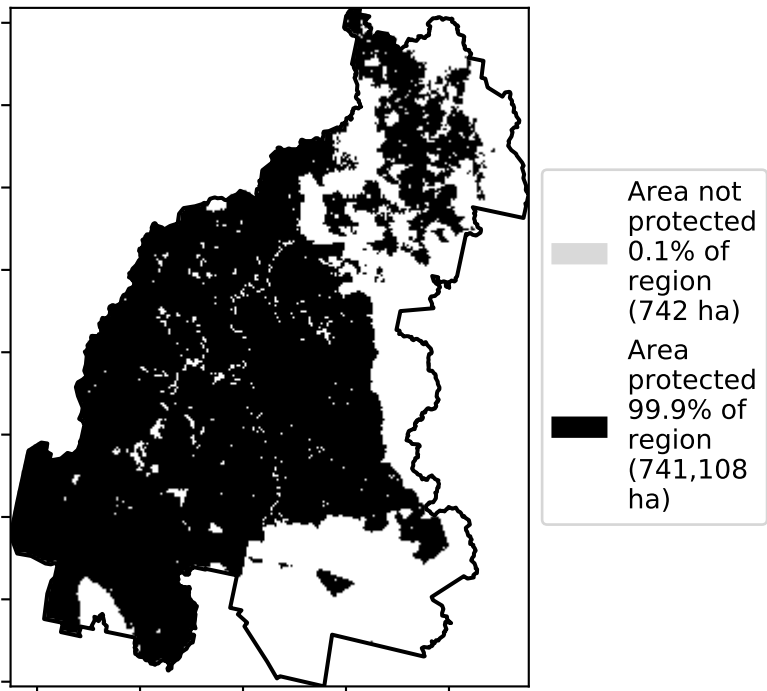 Area not
protected
0.1% of
region
(742 ha)
Area
protected
99.9% of
region
(741,108
ha)